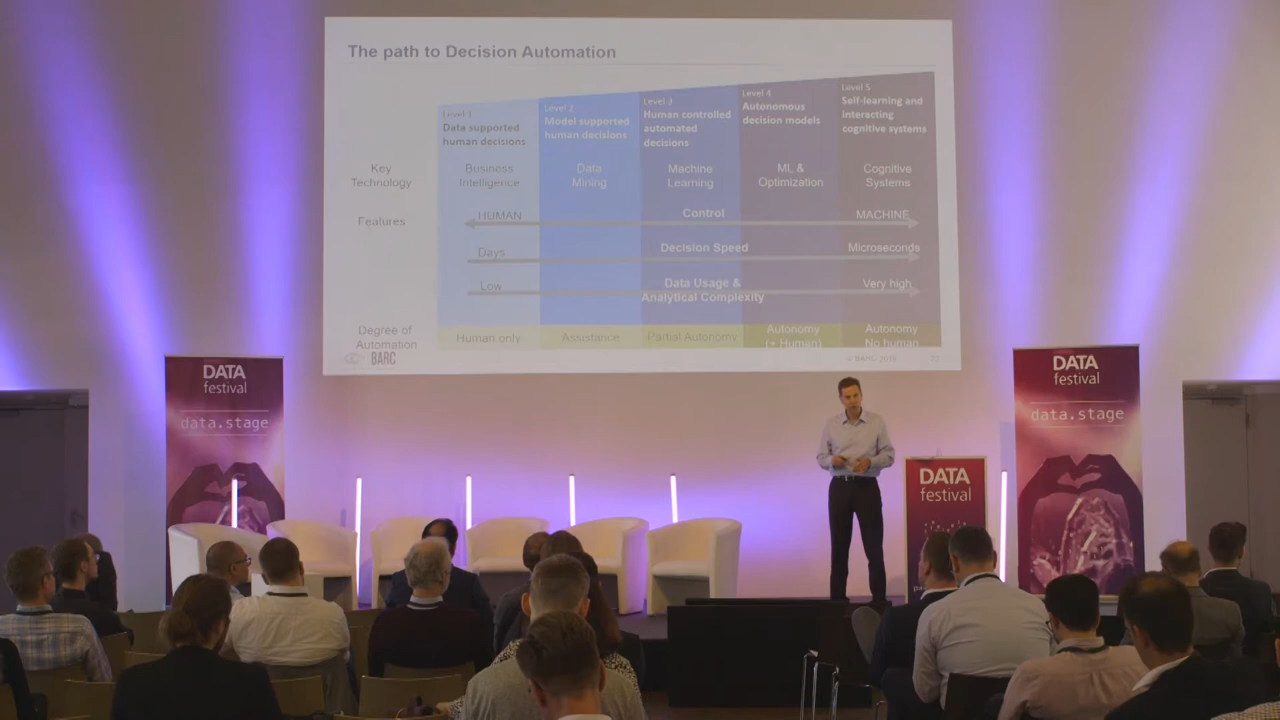 The path to Decision Automation
Level 1
Data supported
human decisions
Level 2
Model supported
human decisions
Level 3
Human controlled
automated
decisions
Level 4
Autonomous
decision models
Level 5
Self-learning and
interacting
cognitive systems
Key
Technology
Business
Intelligence
Data
Mining
Machine
Learning
ML &
Optimization
Cognitive
Systems
Features
HUMAN
Control
MACHINE
Days
Decision Speed
Microseconds
Low
Data Usage &
Analytical Complexity
Very high
Degree of
Automation
Human only
Assistance
Partial Autonomy
Autonomy
(+ Human)
Autonomy
No human
BARC
DATA
festival
data.stage
DATA
festival
DATA
festival
data.stage